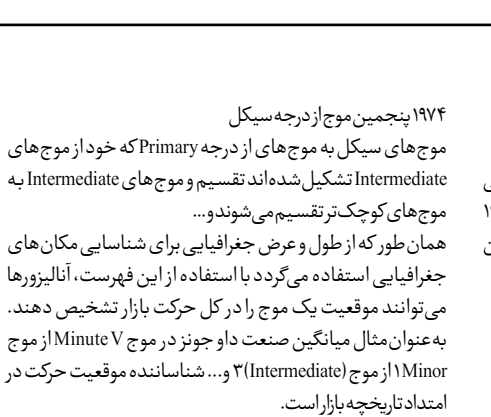 ۱۹۷۴ پنجمین موج از درجه سیکل
موج‌های سیکل به موج‌های از درجه Primary که خود از موج‌های
Intermediate تشکیل شده‌اند تقسیم و موج‌های Intermediate به
موج‌های کوچک‌تر تقسیم می‌شوند و...
همان‌طور که از طول و عرض جغرافیایی برای شناسایی مکان‌های
جغرافیایی استفاده می‌گردد با استفاده از این فهرست، آنالیزورها
می‌توانند موقعیت یک موج را در کل حرکت بازار تشخیص دهند.
به‌عنوان‌مثال میانگین صنعت داو جونز در موج Minute V از موج
Minor ۱ از موج (Intermediate) ۳ و... شناساننده موقعیت حرکت در
امتداد تاریخچه بازار است.